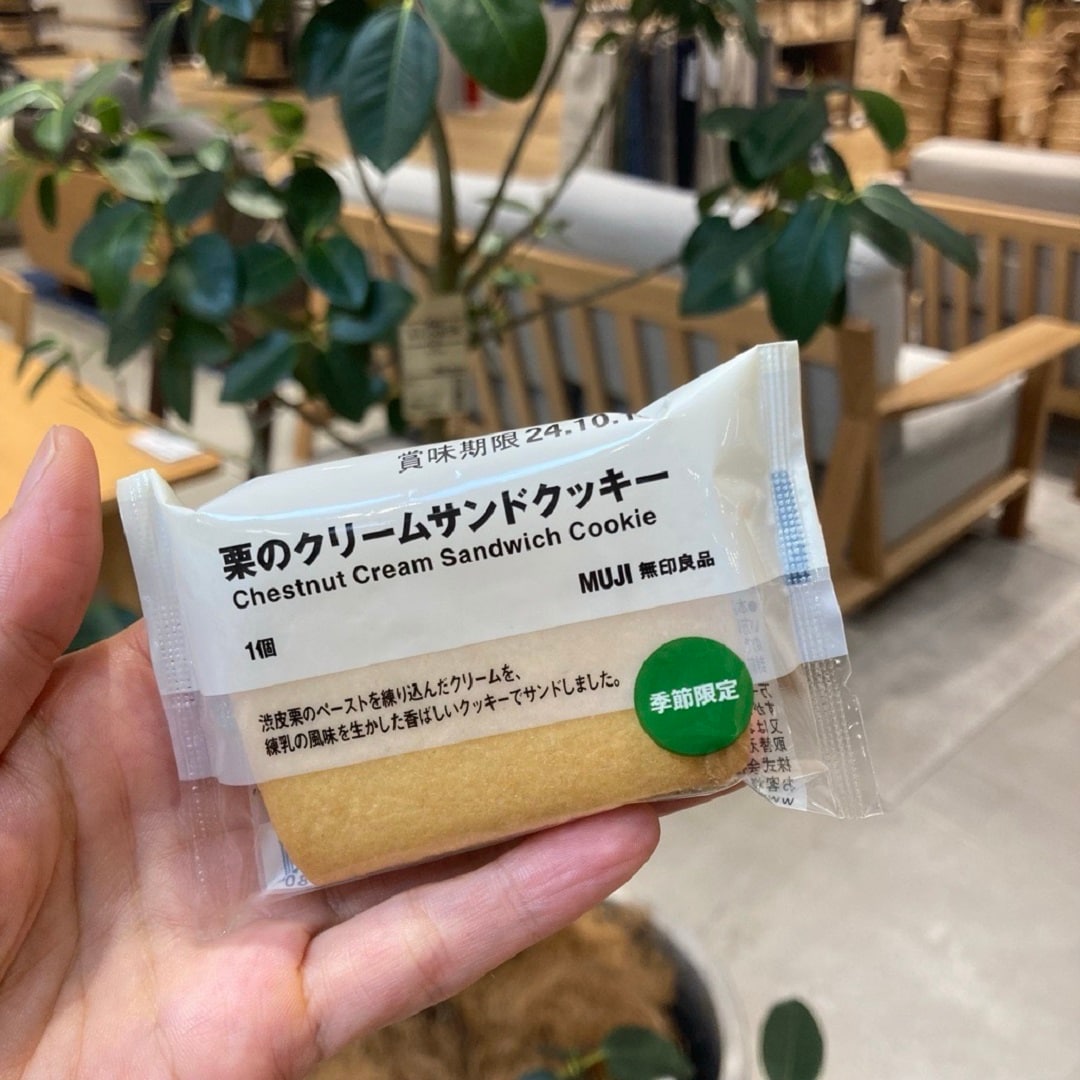 賞味期限 24.10.1
栗のクリームサンドクッキー
Chestnut Cream Sandwich Cookie
MUJI 無印良品
1個
渋皮栗のペーストを練り込んだクリームを、
練乳の風味を生かした香ばしいクッキーでサンドしました。
季節限定